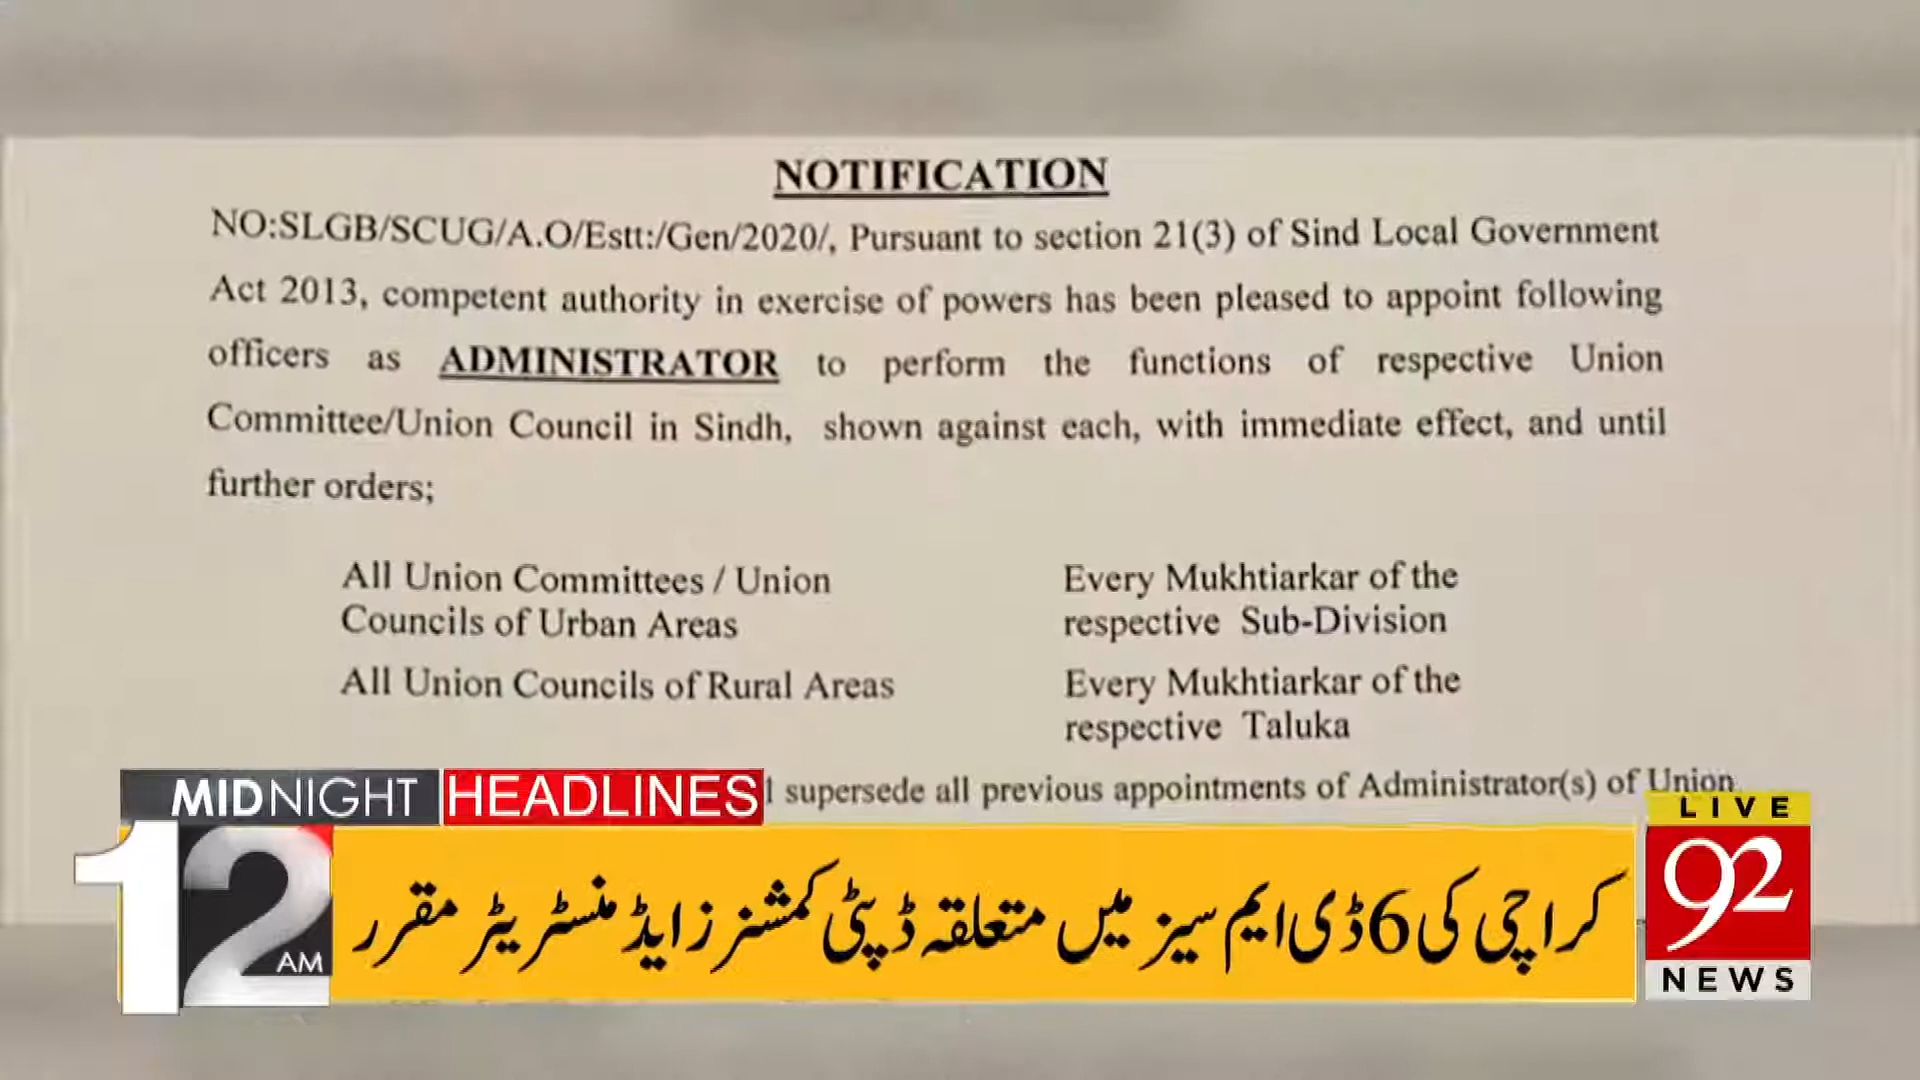 NOTIFICATION
NO:SLGB/SCUG/A.O/Estt:/Gen/2020/, Pursuant to section 21(3) of Sind Local Government
Act 2013, competent authority in exercise of powers has been pleased to appoint following
officers as ADMINISTRATOR to perform the functions of respective Union
Committee/Union Council in Sindh, shown against each, with immediate effect, and until
further orders;
All Union Committees / Union
Councils of Urban Areas
Every Mukhtiarkar of the
respective Sub-Division
All Union Councils of Rural Areas
Every Mukhtiarkar of the
respective Taluka
supersede all previous appointments of Administrator(s) of Union
MIDNIGHT HEADLINES
12 AM
کراچی کی 6 ڈی ایم سیز میں متعلقہ ڈپٹی کمشنرز ایڈمنسٹریٹر مقرر
LIVE
92
NEWS